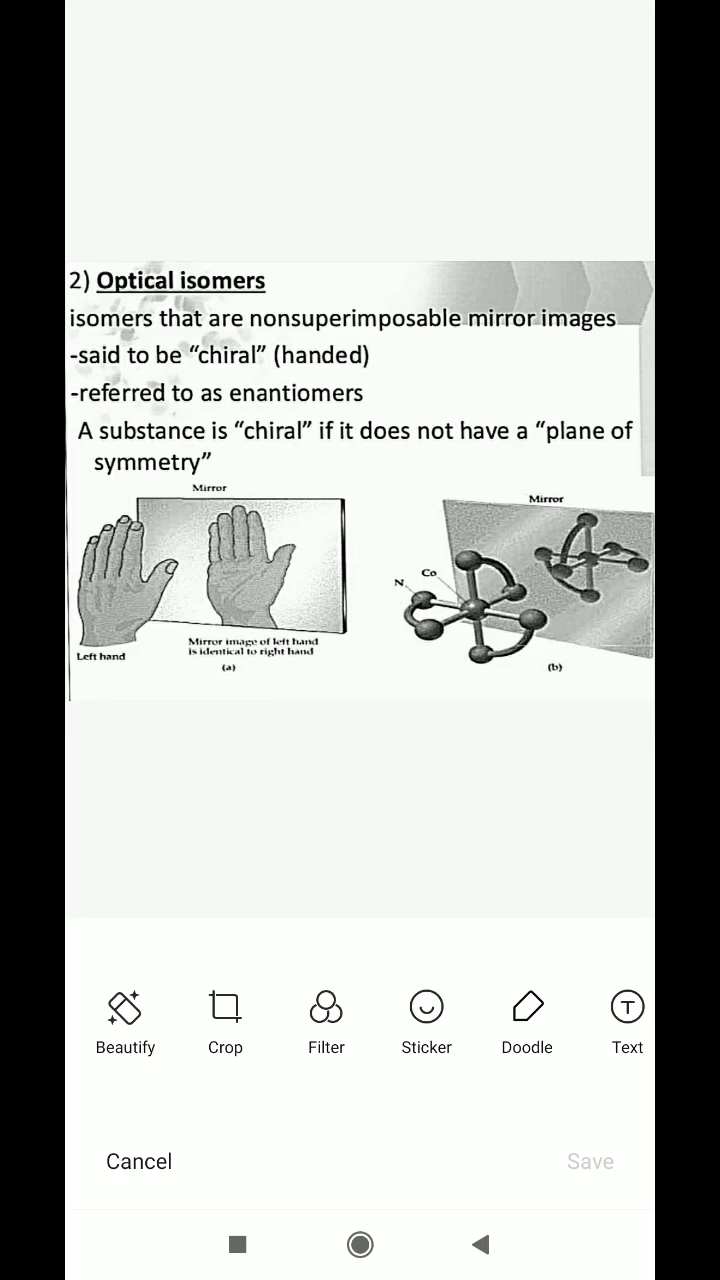 2) Optical isomers
isomers that are nonsuperimposable mirror images
-said to be “chiral” (handed)
-referred to as enantiomers
A substance is “chiral” if it does not have a “plane of
symmetry”
Mirror
Left hand
Mirror image of left hand
is identical to right hand
(a)
Mirror
N
Co
(b)
Beautify
Crop
Filter
Sticker
Doodle
Text
Cancel
Save